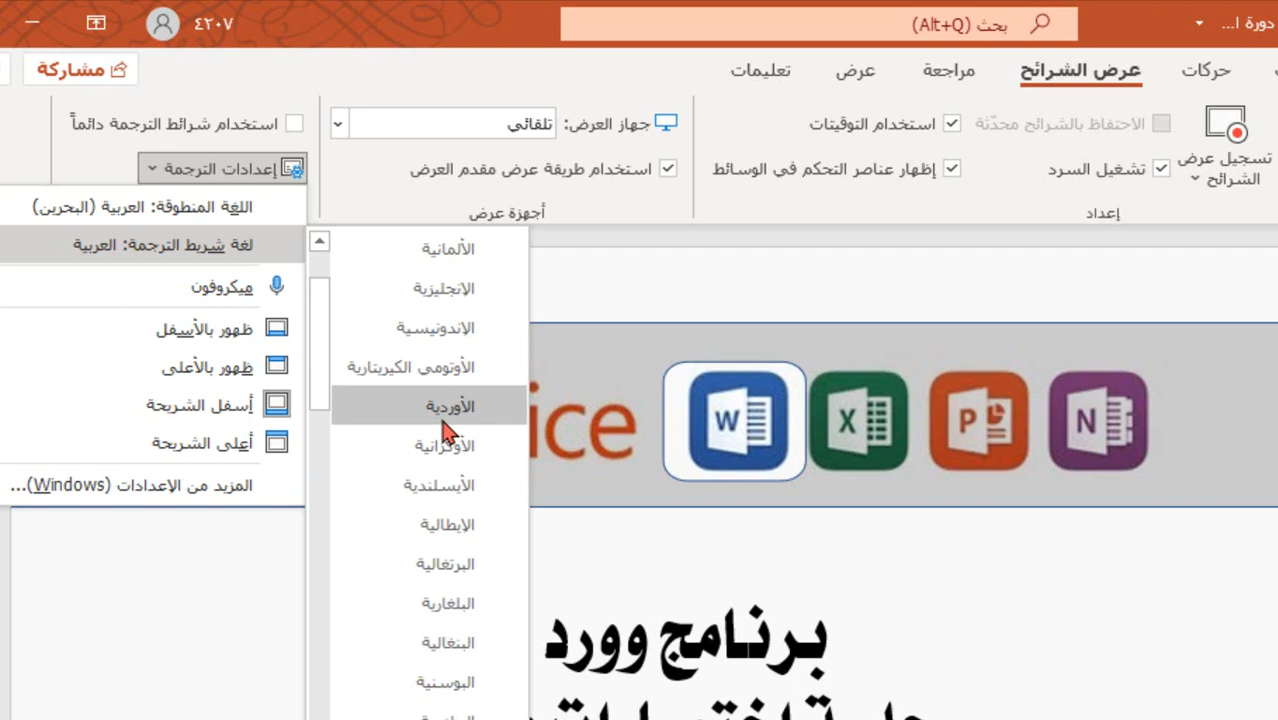 دورة ا...
بحث (Alt+Q)
٤٢٠٧
حركات
عرض الشرائح
مراجعة
عرض
تعليمات
مشاركة
تسجيل عرض
الشرائح
الاحتفاظ بالشرائح محدّثة
استخدام التوقيتات
تشغيل السرد
إظهار عناصر التحكم في الوسائط
إعداد
جهاز العرض:
تلقائي
استخدام طريقة عرض مقدم العرض
أجهزة عرض
استخدام شرائط الترجمة دائماً
إعدادات الترجمة
اللغة المنطوقة: العربية (البحرين)
لغة شريط الترجمة: العربية
ميكروفون
ظهور بالأسفل
ظهور بالأعلى
أسفل الشريحة
أعلى الشريحة
المزيد من الإعدادات (Windows)...
الألمانية
الإنجليزية
الإندونيسية
الأوتومي الكيريتارية
الأوردية
الأوكرانية
الأيسلندية
الإيطالية
البرتغالية
البلغارية
البنغالية
البوسنية
ice
W
X
P
N
برنامج وورد